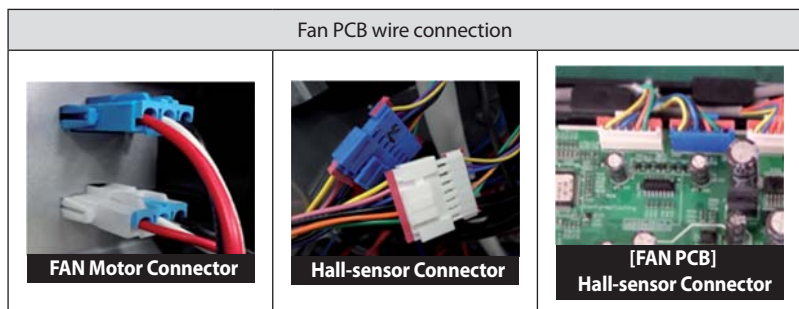 Fan PCB wire connection
FAN Motor Connector
Hall-sensor Connector
[FAN PCB]
Hall-sensor Connector